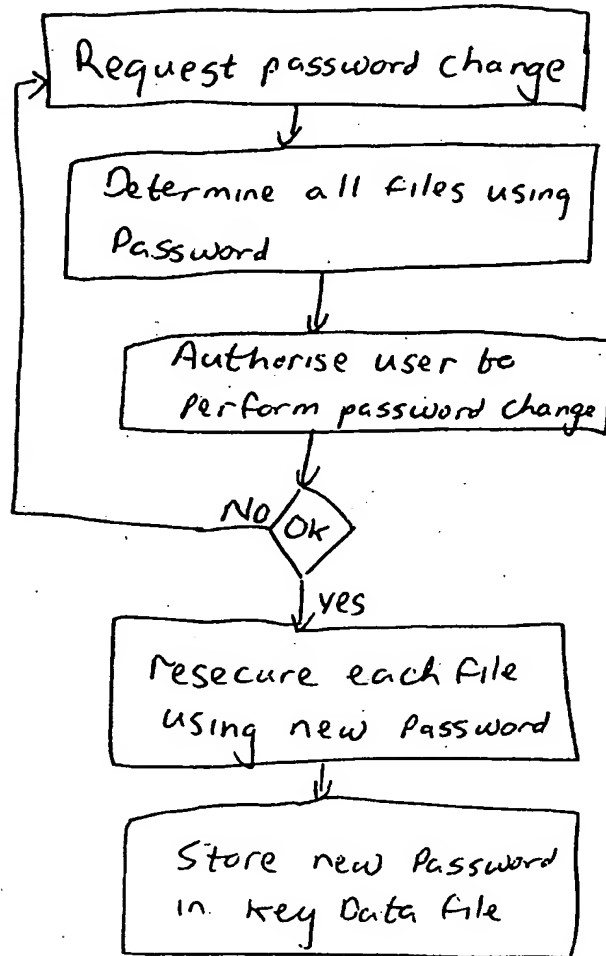 Request password change
Determine all files using
Password
Authorise user to
Perform password change
No
Ok
yes
resecure each file
using new Password
Store new Password
in Key Data file